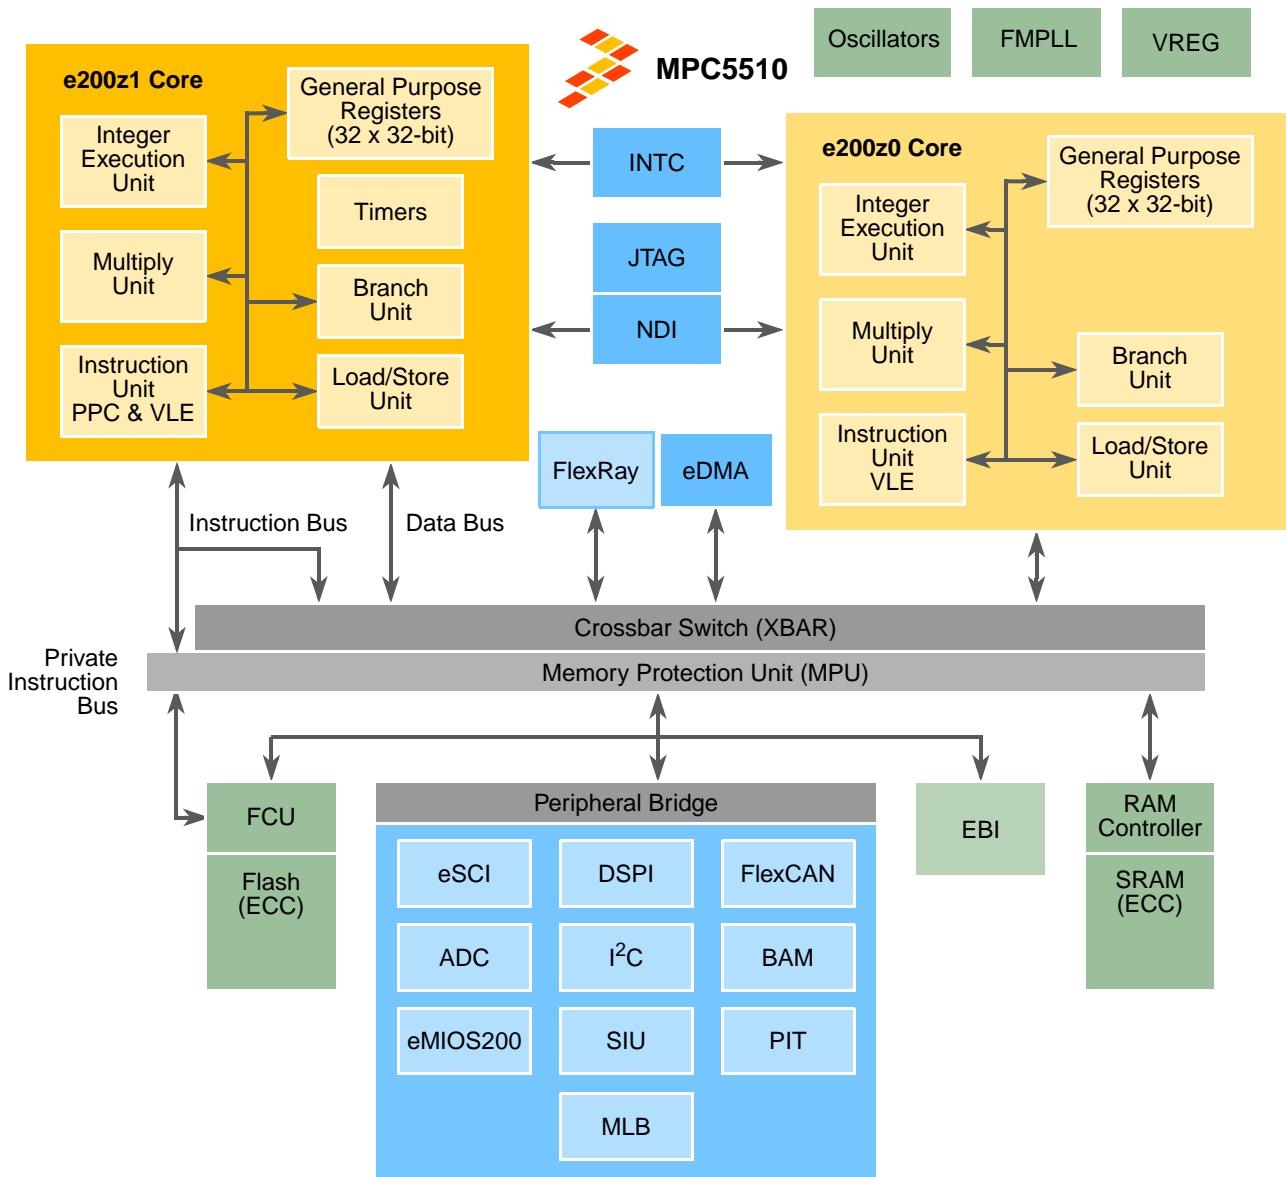 MPC5510
Oscillators
FMPLL
VREG
e200z1 Core
General Purpose
Registers
(32 x 32-bit)
Integer
Execution
Unit
Timers
Multiply
Unit
Branch
Unit
Instruction
Unit
PPC & VLE
Load/Store
Unit
INTC
JTAG
NDI
e200z0 Core
General Purpose
Registers
(32 x 32-bit)
Integer
Execution
Unit
Multiply
Unit
Branch
Unit
Instruction
Unit
VLE
Load/Store
Unit
FlexRay
eDMA
Instruction Bus
Data Bus
Crossbar Switch (XBAR)
Memory Protection Unit (MPU)
Private
Instruction
Bus
FCU
Flash
(ECC)
Peripheral Bridge
eSCI
DSPI
FlexCAN
ADC
I²C
BAM
eMIOS200
SIU
PIT
MLB
EBI
RAM
Controller
SRAM
(ECC)